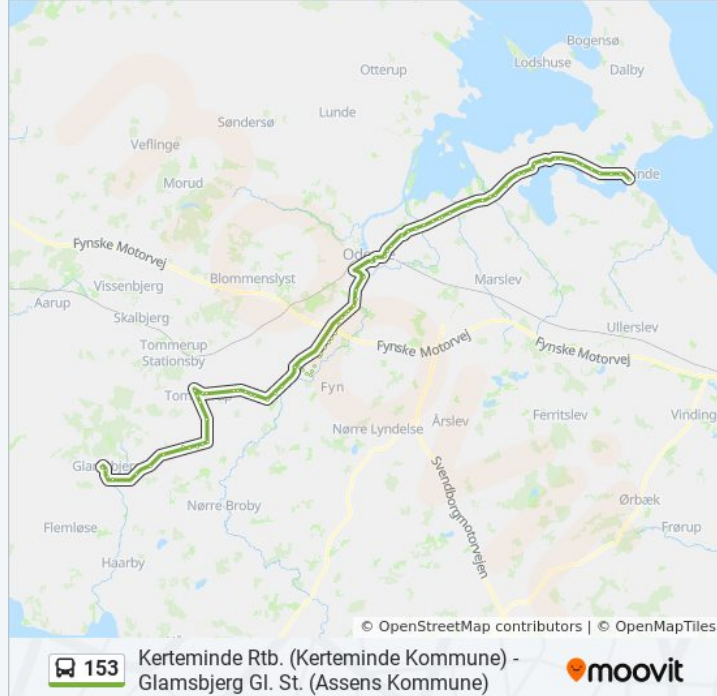 Bogensø
Lodshuse
Dalby
Otterup
Lunde
Søndersø
Veflinge
Morud
Fynske Motorvej
Blommenslyst
Vissenbjerg
Aarup
Skalbjerg
Marslev
Ullerslev
Tommerup
Stationsby
Fynske Motorvej
Fynske Motorvej
Fyn
Årslev
Ferritslev
Vinding
Nørre Lyndelse
Svendborgmotorvejen
Glamsbjerg
Nørre Broby
Ørbæk
Flemløse
Frørup
Haarby
© OpenStreetMap contributors | © OpenMapTiles
153
Kerteminde Rtb. (Kerteminde Kommune) -
Glamsbjerg Gl. St. (Assens Kommune)
moovit